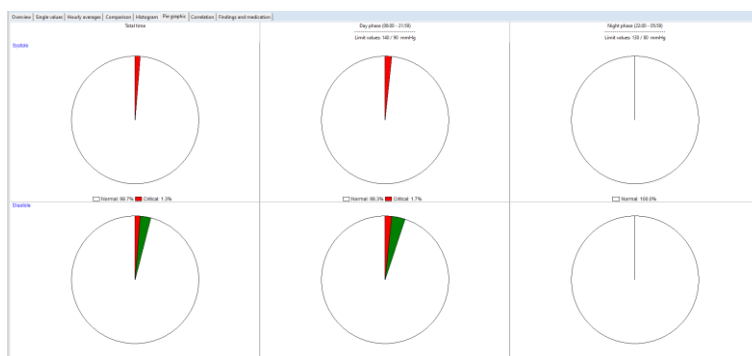 Overview Single values Hourly averages Comparison Histogram Pie graphic Correlation Findings and medication
Total time
Day phase (06:00 - 21:59)
Limit values: 140 / 90 mmHg
Night phase (22:00 - 05:59)
Limit values: 130 / 80 mmHg
Systole
Normal: 98.7% Critical: 1.3%
Normal: 98.3% Critical: 1.7%
Normal: 100.0%
Diastole